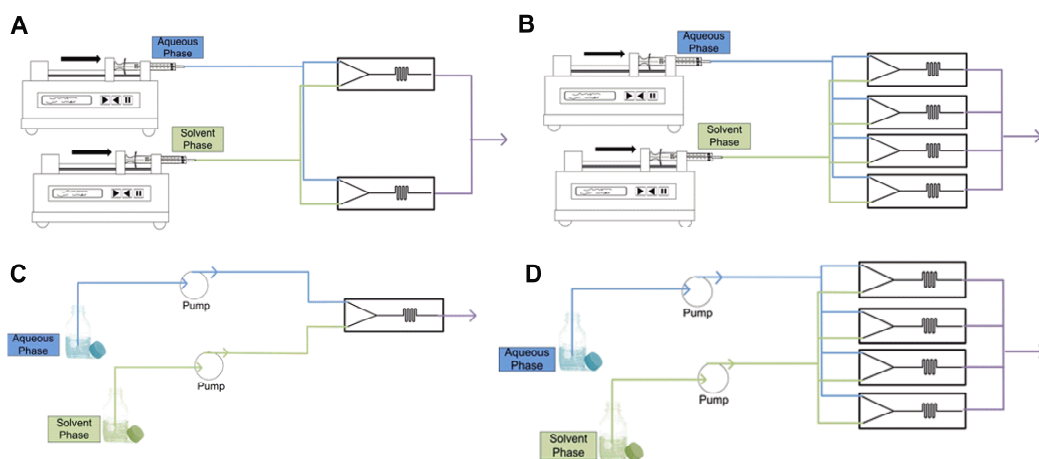 A
Aqueous
Phase
Solvent
Phase
B
Aqueous
Phase
Solvent
Phase
C
Pump
Aqueous
Phase
Pump
Solvent
Phase
D
Pump
Aqueous
Phase
Pump
Solvent
Phase